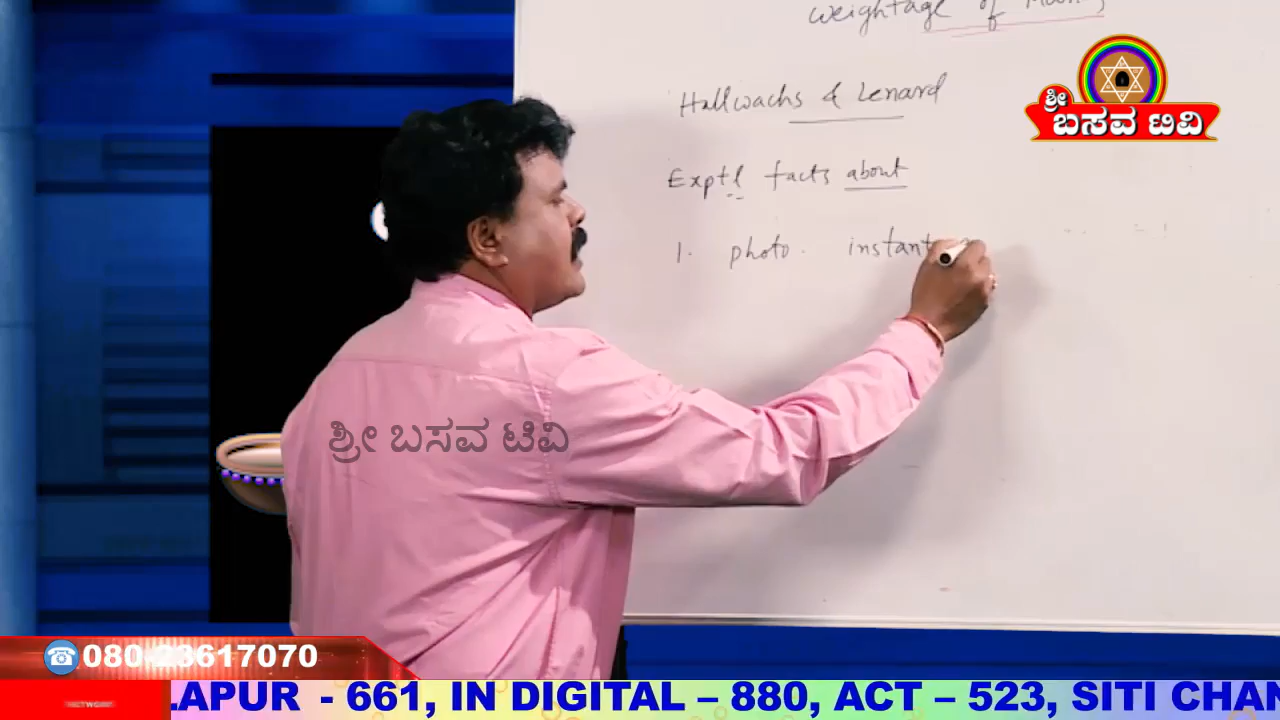 weightage of
Hallwachs & Lenard
Exptl facts about
1. photo. instant
ಶ್ರೀ
ಬಸವ ಟಿವಿ
ಶ್ರೀ ಬಸವ ಟಿವಿ
080-23617070
LAPUR - 661, IN DIGITAL – 880, ACT – 523, SITI CHAN